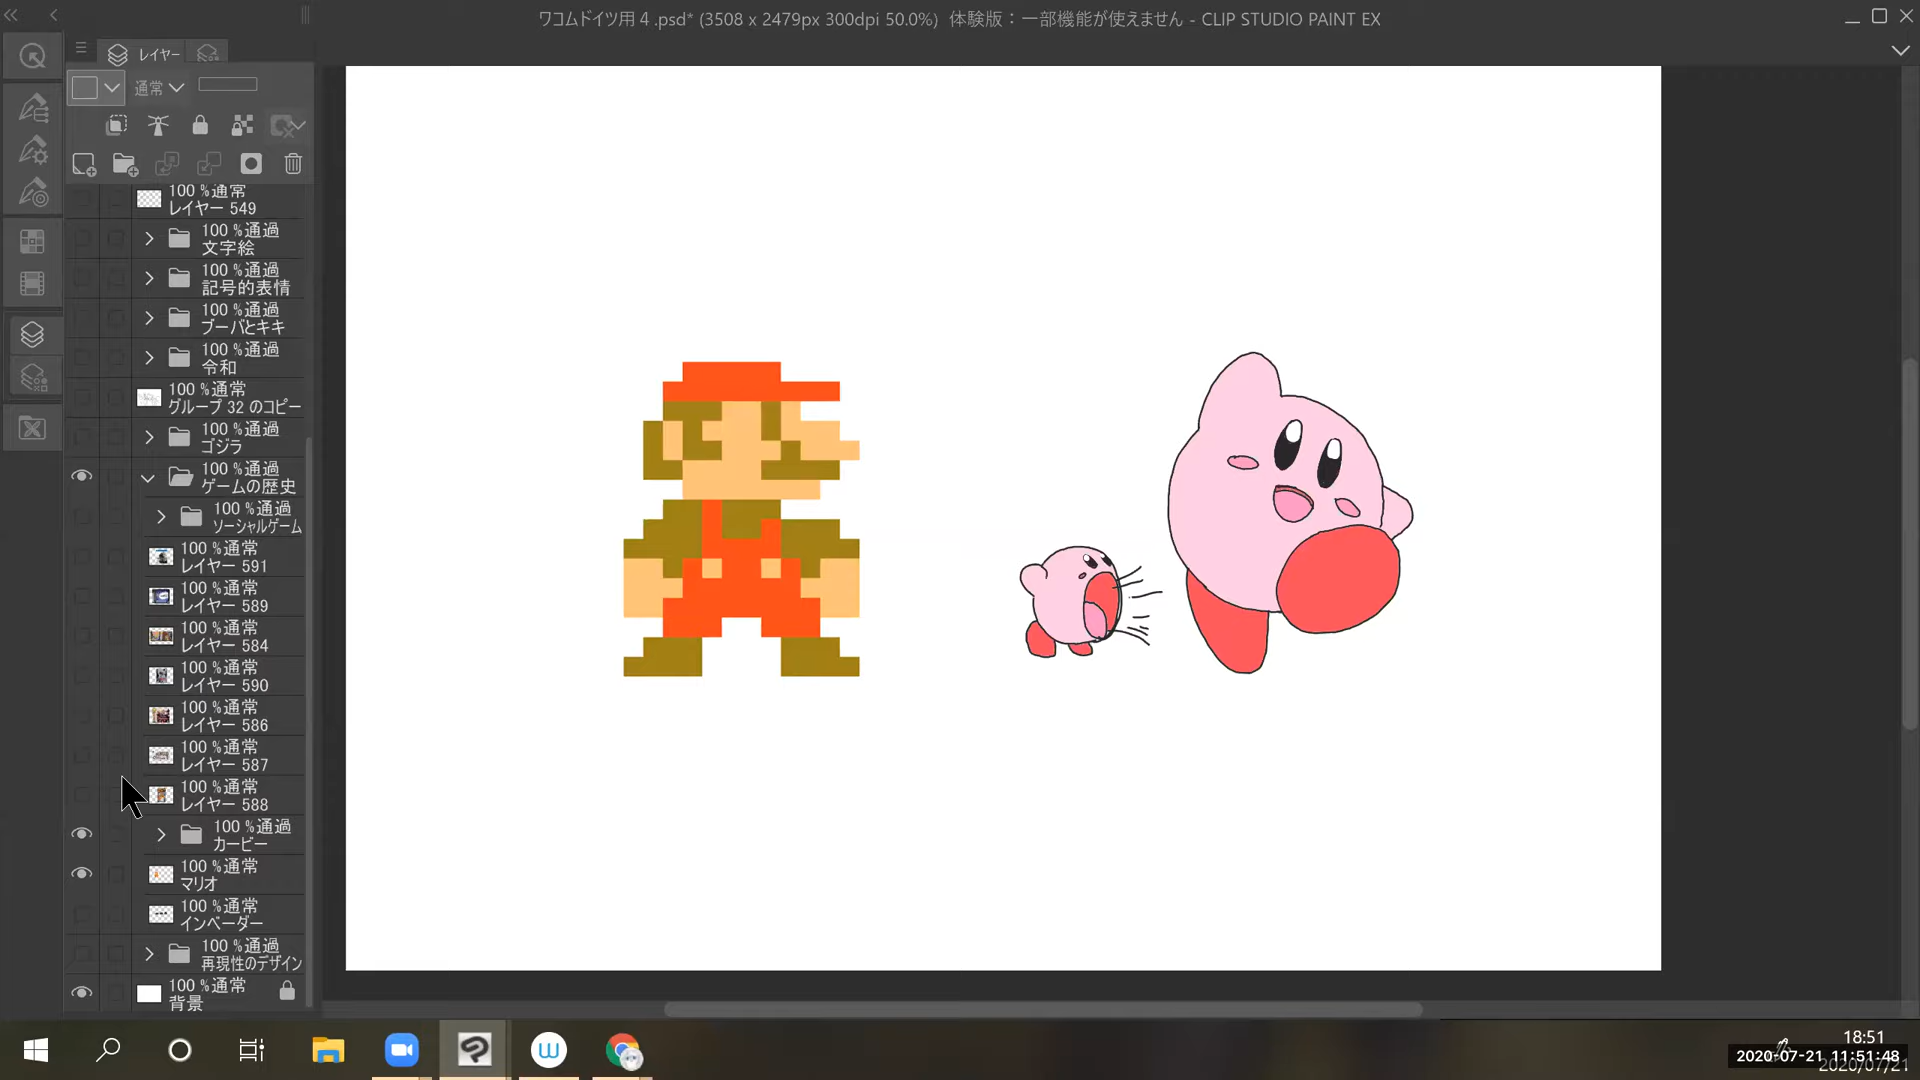 ワコムドイツ用４.psd* (3508 x 2479px 300dpi 50.0%) 体験版：一部機能が使えません - CLIP STUDIO PAINT EX
レイヤー
通常
100 %通常
レイヤー 549
100 %通過
文字絵
100 %通過
記号的表情
100 %通過
ブーバとキキ
100 %通過
令和
100 %通常
グループ 32 のコピー
100 %通過
ゴジラ
100 %通過
ゲームの歴史
100 %通過
ソーシャルゲーム
100 %通常
レイヤー 591
100 %通常
レイヤー 589
100 %通常
レイヤー 584
100 %通常
レイヤー 590
100 %通常
レイヤー 586
100 %通常
レイヤー 587
100 %通常
レイヤー 588
100 %通過
カービー
100 %通常
マリオ
100 %通常
インベーダー
100 %通過
再現性のデザイン
100 %通常
背景
18:51
2020-07-21 11:51:48
2020/07/21